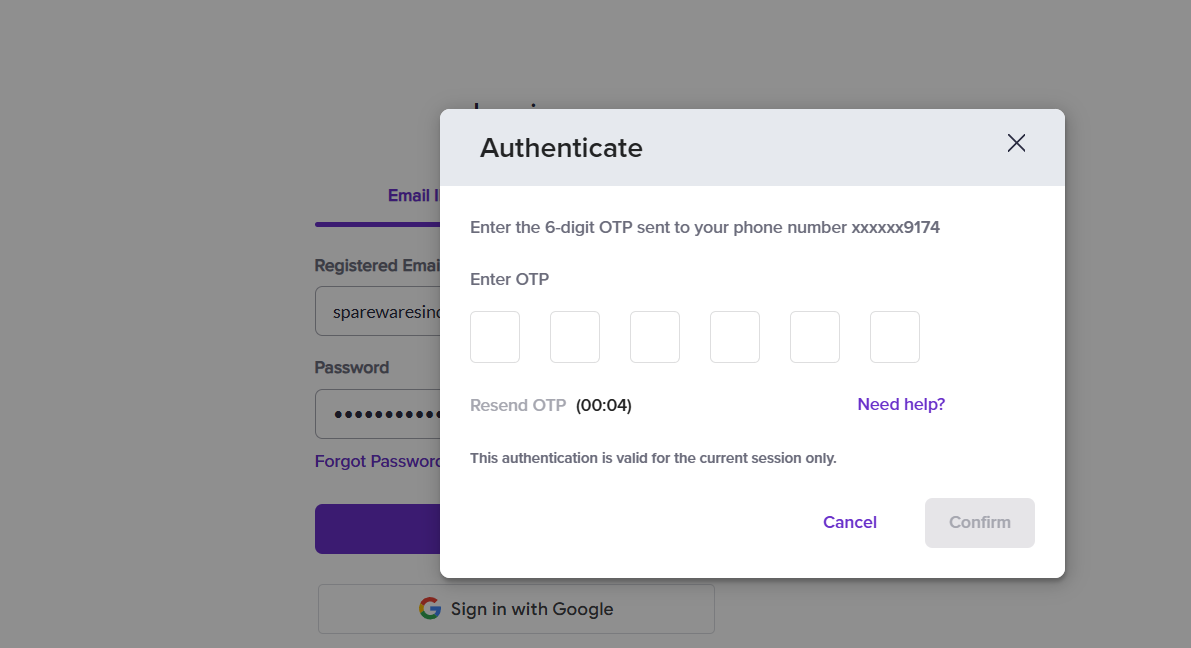 Authenticate
Email
Enter the 6-digit OTP sent to your phone number xxxxxx9174
Registered Emai
Enter OTP
sparewaresin
Password
Resend OTP (00:04)
Need help?
Forgot Password
This authentication is valid for the current session only.
Cancel
Confirm
Sign in with Google